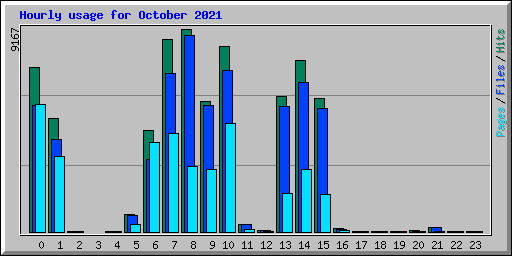 Hourly usage for October 2021
9167
Pages/Files/Hits
0 1 2 3 4 5 6 7 8 9 10 11 12 13 14 15 16 17 18 19 20 21 22 23